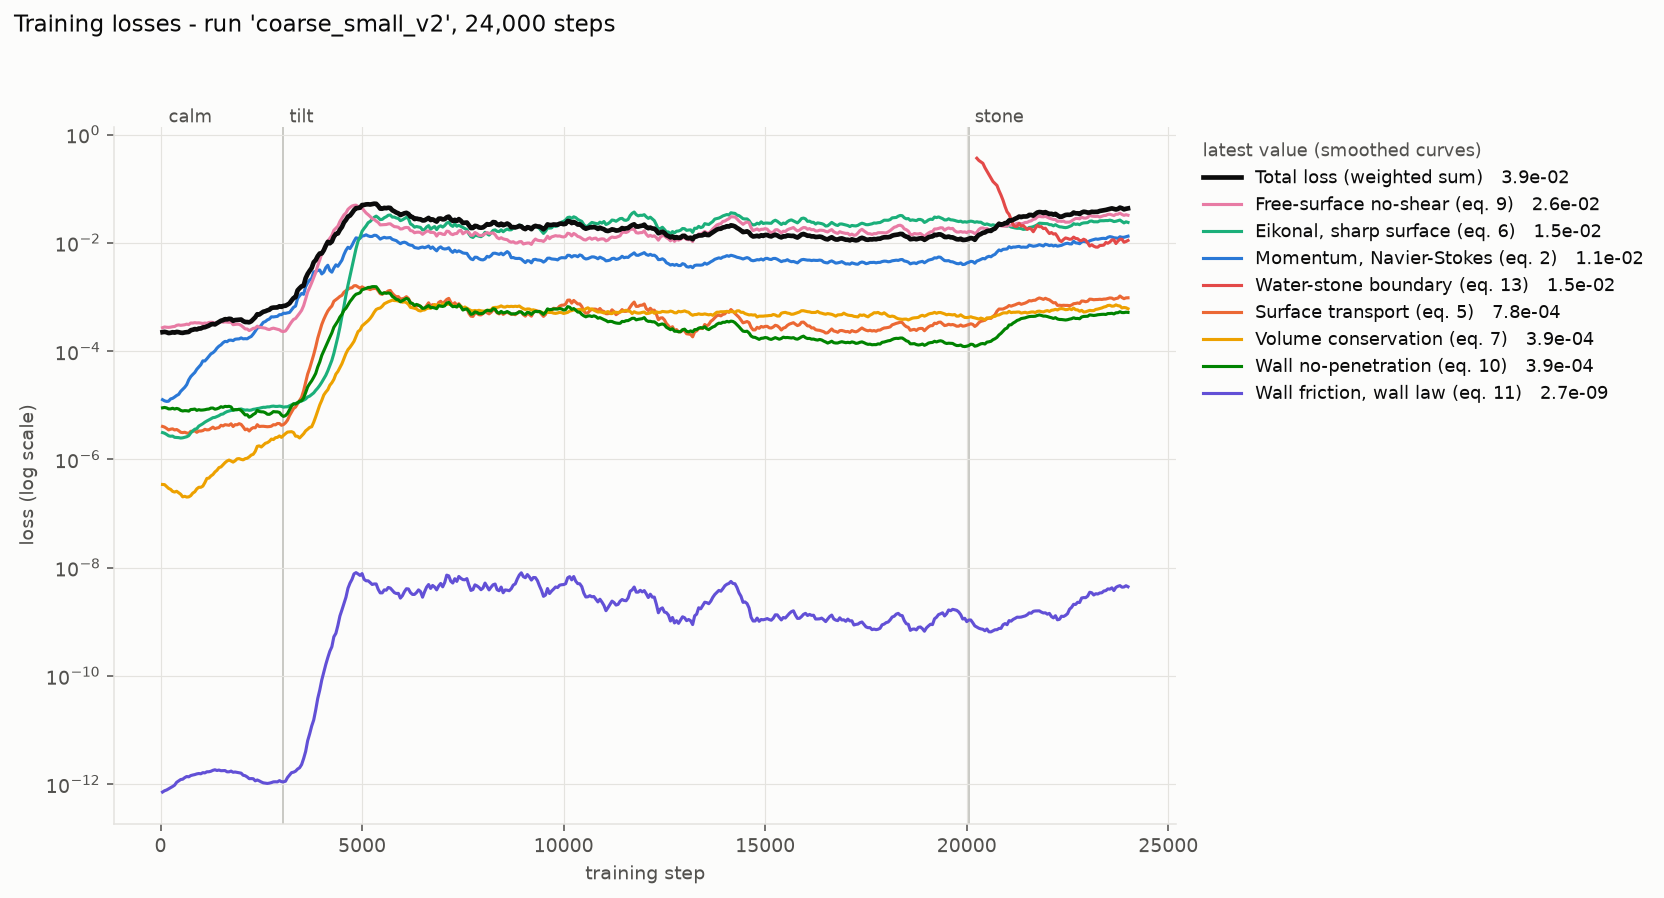 Training losses - run 'coarse_small_v2', 24,000 steps
calm
tilt
stone
10^0
10^−2
10^−4
10^−6
10^−8
10^−10
10^−12
loss (log scale)
0
5000
10000
15000
20000
25000
training step
latest value (smoothed curves)
Total loss (weighted sum) 3.9e-02
Free-surface no-shear (eq. 9) 2.6e-02
Eikonal, sharp surface (eq. 6) 1.5e-02
Momentum, Navier-Stokes (eq. 2) 1.1e-02
Water-stone boundary (eq. 13) 1.5e-02
Surface transport (eq. 5) 7.8e-04
Volume conservation (eq. 7) 3.9e-04
Wall no-penetration (eq. 10) 3.9e-04
Wall friction, wall law (eq. 11) 2.7e-09